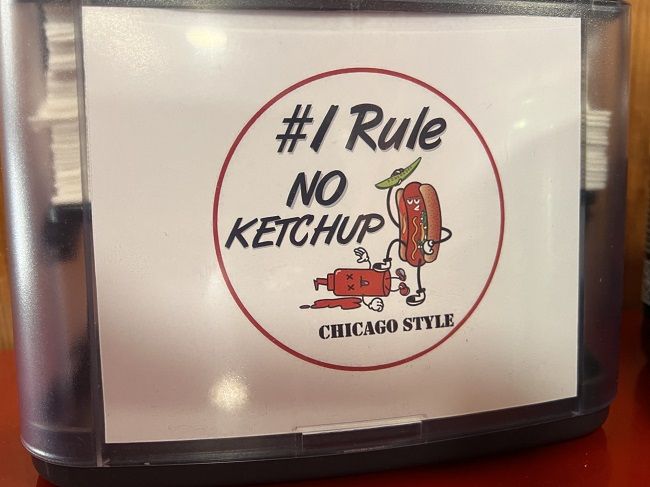 #1 Rule
NO
KETCHUP
CHICAGO STYLE